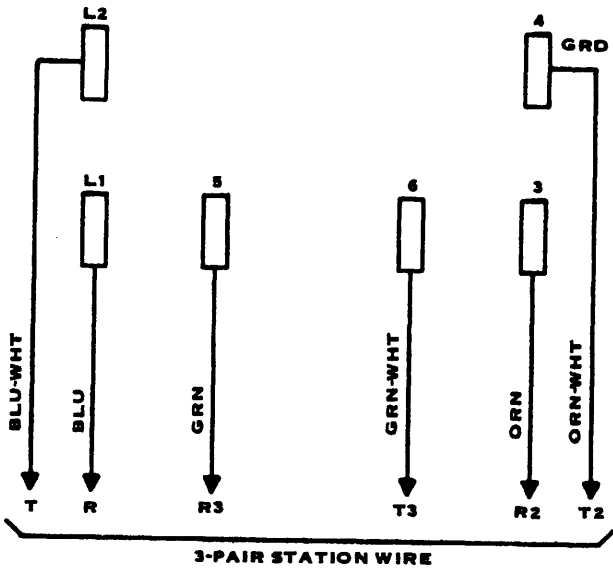 L2
4
GRD
L1
5
6
3
BLU-WHT
BLU
GRN
GRN-WHT
ORN
ORN-WHT
T
R
R3
T3
R2
T2
3-PAIR STATION WIRE